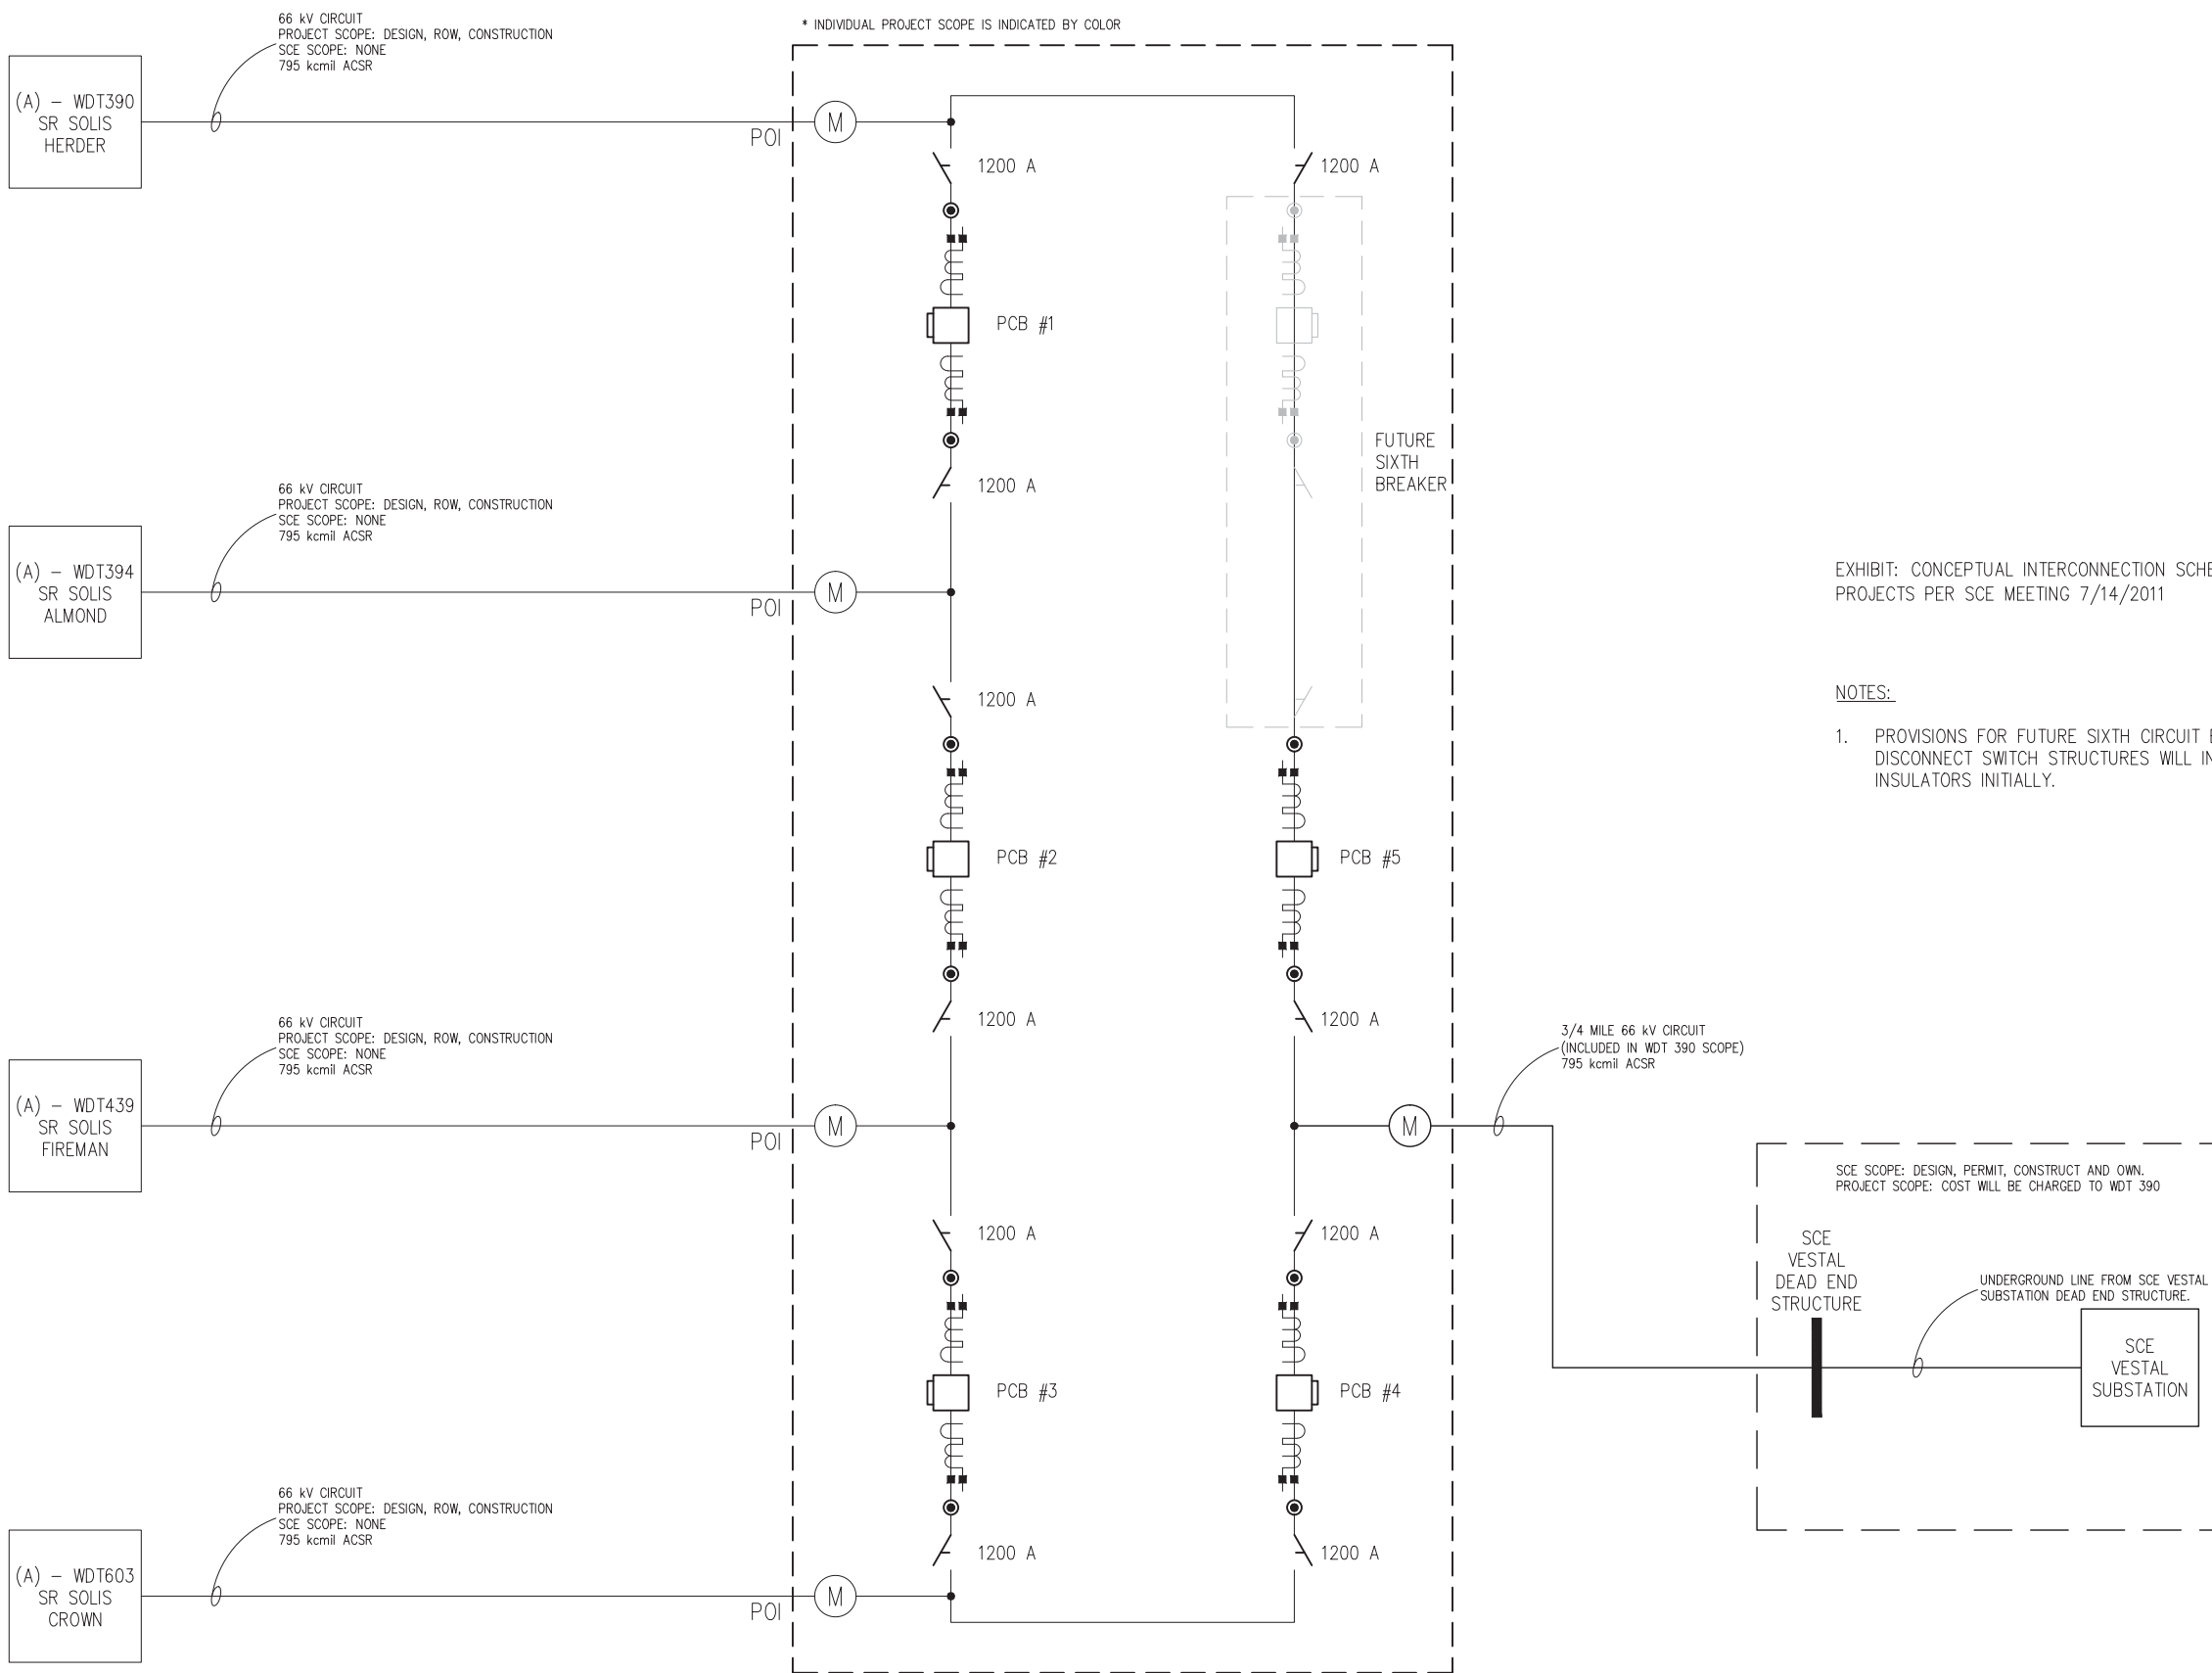 * INDIVIDUAL PROJECT SCOPE IS INDICATED BY COLOR
66 kV CIRCUIT
PROJECT SCOPE: DESIGN, ROW, CONSTRUCTION
SCE SCOPE: NONE
795 kcmil ACSR
(A) – WDT390
SR SOLIS
HERDER
POI
M
1200 A
1200 A
PCB #1
1200 A
FUTURE
SIXTH
BREAKER
66 kV CIRCUIT
PROJECT SCOPE: DESIGN, ROW, CONSTRUCTION
SCE SCOPE: NONE
795 kcmil ACSR
(A) – WDT394
SR SOLIS
ALMOND
POI
M
1200 A
PCB #2
PCB #5
1200 A
1200 A
EXHIBIT: CONCEPTUAL INTERCONNECTION
PROJECTS PER SCE MEETING 7/14/2011
NOTES:
1. PROVISIONS FOR FUTURE SIXTH CIRCUIT
DISCONNECT SWITCH STRUCTURES WILL
INSULATORS INITIALLY.
66 kV CIRCUIT
PROJECT SCOPE: DESIGN, ROW, CONSTRUCTION
SCE SCOPE: NONE
795 kcmil ACSR
(A) – WDT439
SR SOLIS
FIREMAN
POI
M
M
3/4 MILE 66 kV CIRCUIT
(INCLUDED IN WDT 390 SCOPE)
795 kcmil ACSR
1200 A
1200 A
PCB #3
PCB #4
1200 A
1200 A
SCE SCOPE: DESIGN, PERMIT, CONSTRUCT AND OWN.
PROJECT SCOPE: COST WILL BE CHARGED TO WDT 390
SCE
VESTAL
DEAD END
STRUCTURE
UNDERGROUND LINE FROM SCE VESTAL
SUBSTATION DEAD END STRUCTURE.
SCE
VESTAL
SUBSTATION
66 kV CIRCUIT
PROJECT SCOPE: DESIGN, ROW, CONSTRUCTION
SCE SCOPE: NONE
795 kcmil ACSR
(A) – WDT603
SR SOLIS
CROWN
POI
M